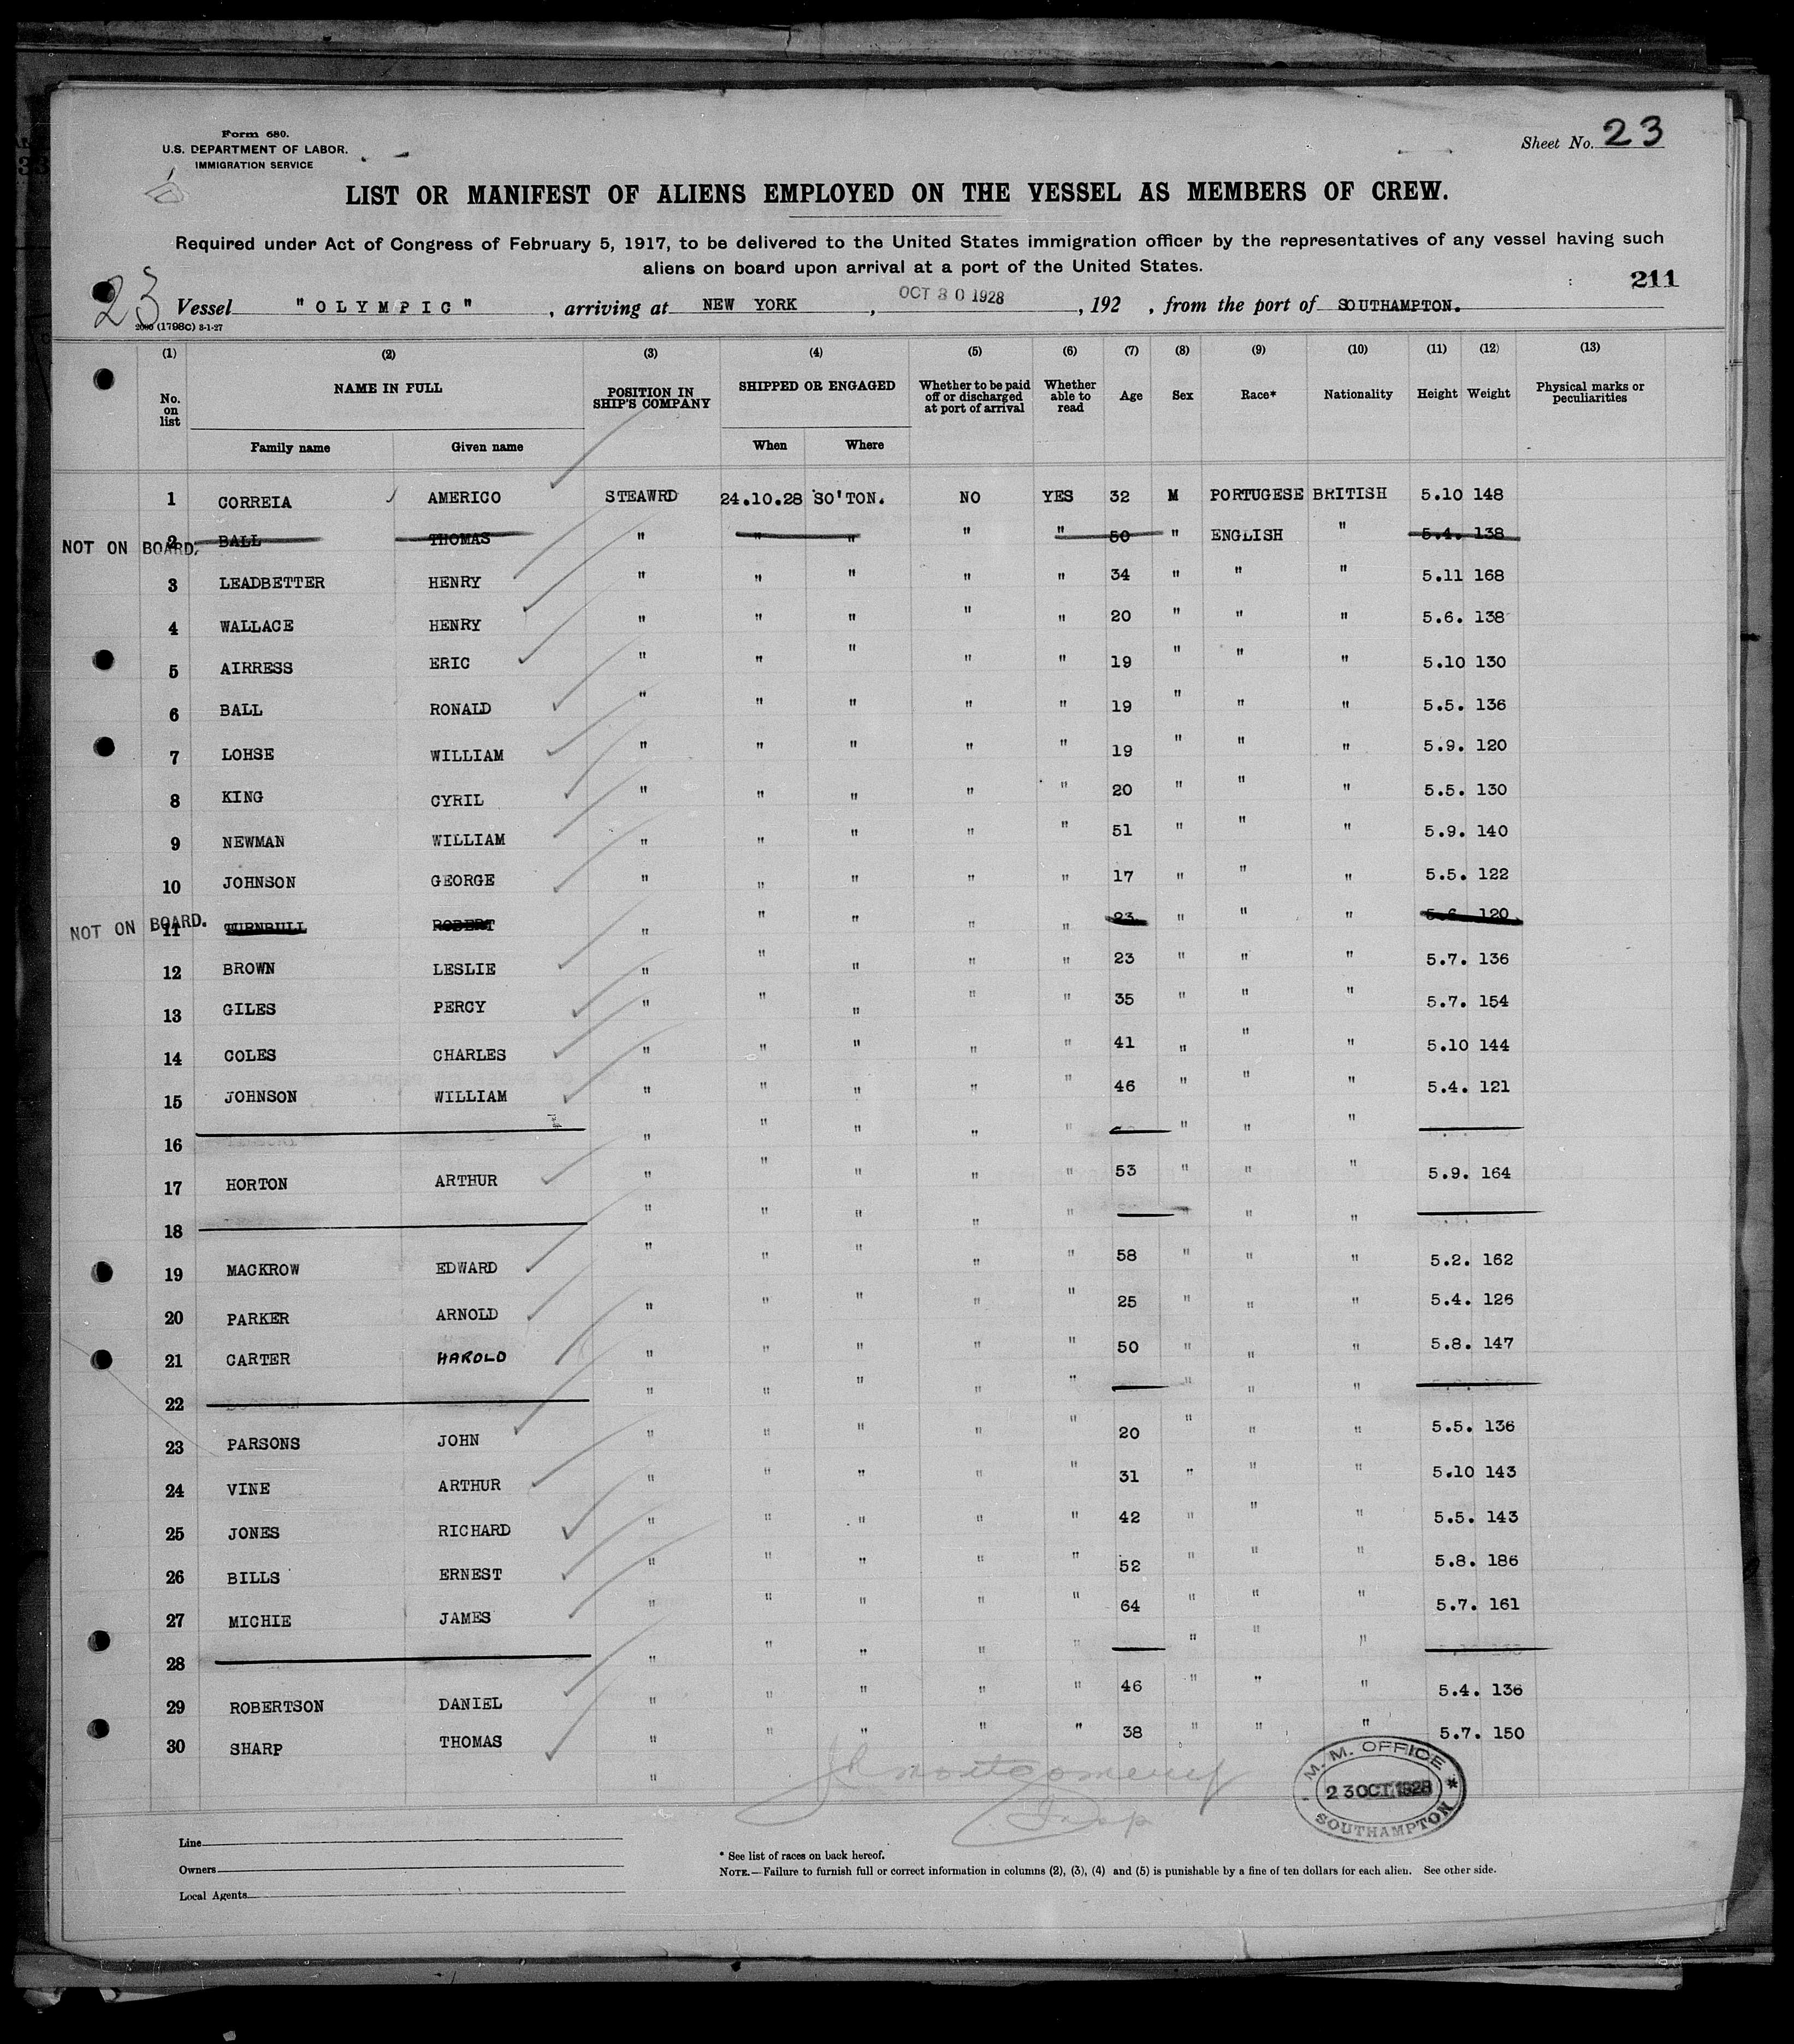 Form 680.
U.S. DEPARTMENT OF LABOR.
IMMIGRATION SERVICE
Sheet No. 23
LIST OR MANIFEST OF ALIENS EMPLOYED ON THE VESSEL AS MEMBERS OF CREW.
Required under Act of Congress of February 5, 1917, to be delivered to the United States immigration officer by the representatives of any vessel having such
aliens on board upon arrival at a port of the United States.
211
23 Vessel "OLYMPIC", arriving at NEW YORK, OCT 30 1928, 192 , from the port of SOUTHAMPTON.
2000 (1798C) 8-1-27
(1) (2) (3) (4) (5) (6) (7) (8) (9) (10) (11) (12) (13)
No. on list NAME IN FULL POSITION IN SHIP'S COMPANY SHIPPED OR ENGAGED Whether to be paid off or discharged at port of arrival Whether able to read Age Sex Race* Nationality Height Weight Physical marks or peculiarities
Family name Given name When Where
1 CORREIA AMERICO STEAWRD 24.10.28 SO'TON. NO YES 32 M PORTUGESE BRITISH 5.10 148
NOT ON BOARD. 2 BALL THOMAS " " " " " 50 " ENGLISH " 5.4. 138
3 LEADBETTER HENRY " " " " " 34 " " " 5.11 168
4 WALLACE HENRY " " " " " 20 " " " 5.6. 138
5 AIRRESS ERIC " " " " " 19 " " " 5.10 130
6 BALL RONALD " " " " " 19 " " " 5.5. 136
7 LOHSE WILLIAM " " " " " 19 " " " 5.9. 120
8 KING CYRIL " " " " " 20 " " " 5.5. 130
9 NEWMAN WILLIAM " " " " " 51 " " " 5.9. 140
10 JOHNSON GEORGE " " " " " 17 " " " 5.5. 122
NOT ON BOARD. 11 TURNBULL ROBERT " " " " " 23 " " " 5.6. 120
12 BROWN LESLIE " " " " " 23 " " " 5.7. 136
13 GILES PERCY " " " " " 35 " " " 5.7. 154
14 COLES CHARLES " " " " " 41 " " " 5.10 144
15 JOHNSON WILLIAM " " " " " 46 " " " 5.4. 121
16 " " " " " " " "
17 HORTON ARTHUR " " " " " 53 " " " 5.9. 164
18 " " " " " " " "
19 MACKROW EDWARD " " " " " 58 " " " 5.2. 162
20 PARKER ARNOLD " " " " " 25 " " " 5.4. 126
21 CARTER HAROLD " " " " " 50 " " " 5.8. 147
22 " " " " " " " "
23 PARSONS JOHN " " " " " 20 " " " 5.5. 136
24 VINE ARTHUR " " " " " 31 " " " 5.10 143
25 JONES RICHARD " " " " " 42 " " " 5.5. 143
26 BILLS ERNEST " " " " " 52 " " " 5.8. 186
27 MICHIE JAMES " " " " " 64 " " " 5.7. 161
28 " " " " " " " "
29 ROBERTSON DANIEL " " " " " 46 " " " 5.4. 136
30 SHARP THOMAS " " " " " 38 " " " 5.7. 150
"
Montgomery
Insp
M. M. OFFICE
23 OCT 1928
SOUTHAMPTON
Line
Owners
Local Agents
* See list of races on back hereof.
NOTE.—Failure to furnish full or correct information in columns (2), (3), (4) and (5) is punishable by a fine of ten dollars for each alien. See other side.